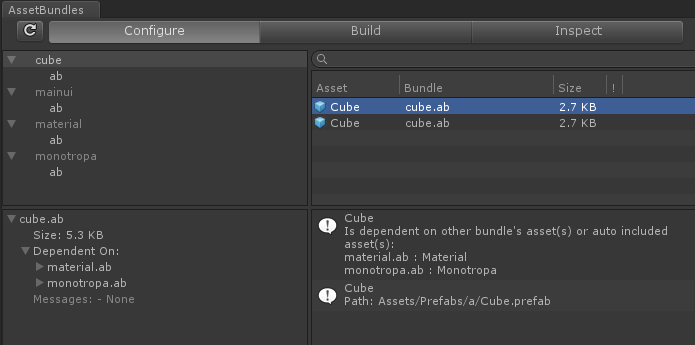 AssetBundles
Configure Build Inspect
cube
ab
mainui
ab
material
ab
monotropa
ab
Asset Bundle Size !
Cube cube.ab 2.7 KB
Cube cube.ab 2.7 KB
cube.ab
Size: 5.3 KB
Dependent On:
material.ab
monotropa.ab
Messages: - None
Cube
Is dependent on other bundle's asset(s) or auto included
asset(s):
material.ab : Material
monotropa.ab : Monotropa
Cube
Path: Assets/Prefabs/a/Cube.prefab